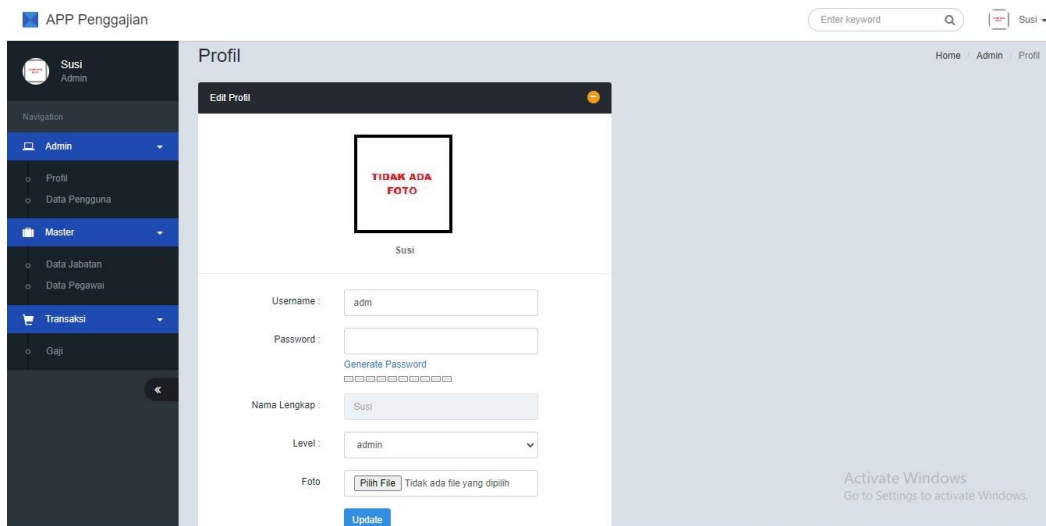 APP Penggajian
Enter keyword
Susi
Susi
Admin
Navigation
Admin
Profil
Data Pengguna
Master
Data Jabatan
Data Pegawai
Transaksi
Gaji
Profil
Home / Admin / Profil
Edit Profil
TIDAK ADA
FOTO
Susi
Username :
adm
Password :
Generate Password
Nama Lengkap :
Susi
Level :
admin
Foto
Pilih File Tidak ada file yang dipilih
Update
Activate Windows
Go to Settings to activate Windows.